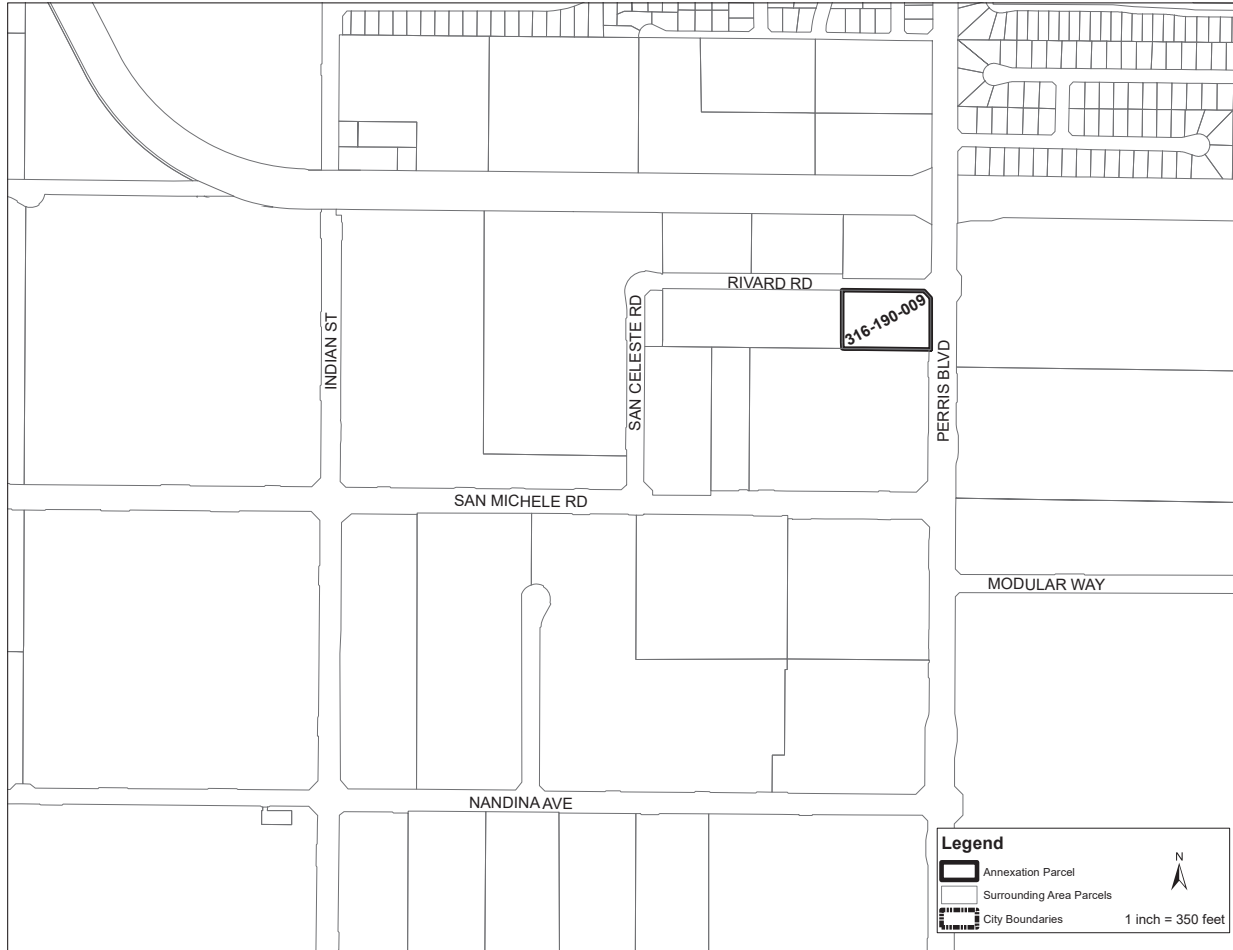 RIVARD RD
316-190-009
INDIAN ST
SAN CELESTE RD
PERRIS BLVD
SAN MICHELE RD
MODULAR WAY
NANDINA AVE
Legend
Annexation Parcel
Surrounding Area Parcels
City Boundaries
N
1 inch = 350 feet